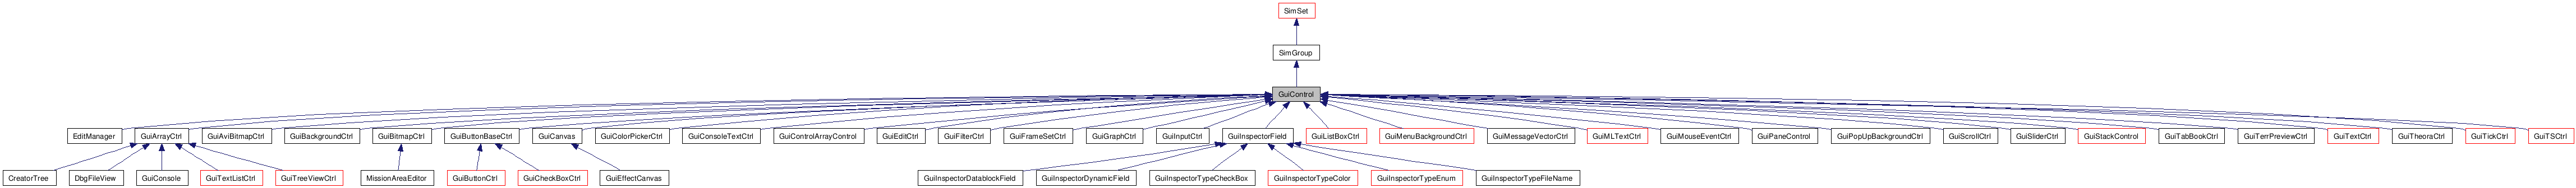 SimSet
SimGroup
GuiControl
EditManager
GuiArrayCtrl
GuiAviBitmapCtrl
GuiBackgroundCtrl
GuiBitmapCtrl
GuiButtonBaseCtrl
GuiCanvas
GuiColorPickerCtrl
GuiConsoleTextCtrl
GuiControlArrayControl
GuiEditCtrl
GuiFilterCtrl
GuiFrameSetCtrl
GuiGraphCtrl
GuiInputCtrl
GuiInspectorField
GuiListBoxCtrl
GuiMenuBackgroundCtrl
GuiMessageVectorCtrl
GuiMLTextCtrl
GuiMouseEventCtrl
GuiPaneControl
GuiPopUpBackgroundCtrl
GuiScrollCtrl
GuiSliderCtrl
GuiStackControl
GuiTabBookCtrl
GuiTerrPreviewCtrl
GuiTextCtrl
GuiTheoraCtrl
GuiTickCtrl
GuiTSCtrl
CreatorTree
DbgFileView
GuiConsole
GuiTextListCtrl
GuiTreeViewCtrl
MissionAreaEditor
GuiButtonCtrl
GuiCheckBoxCtrl
GuiEffectCanvas
GuiInspectorDatablockField
GuiInspectorDynamicField
GuiInspectorTypeCheckBox
GuiInspectorTypeColor
GuiInspectorTypeEnum
GuiInspectorTypeFileName